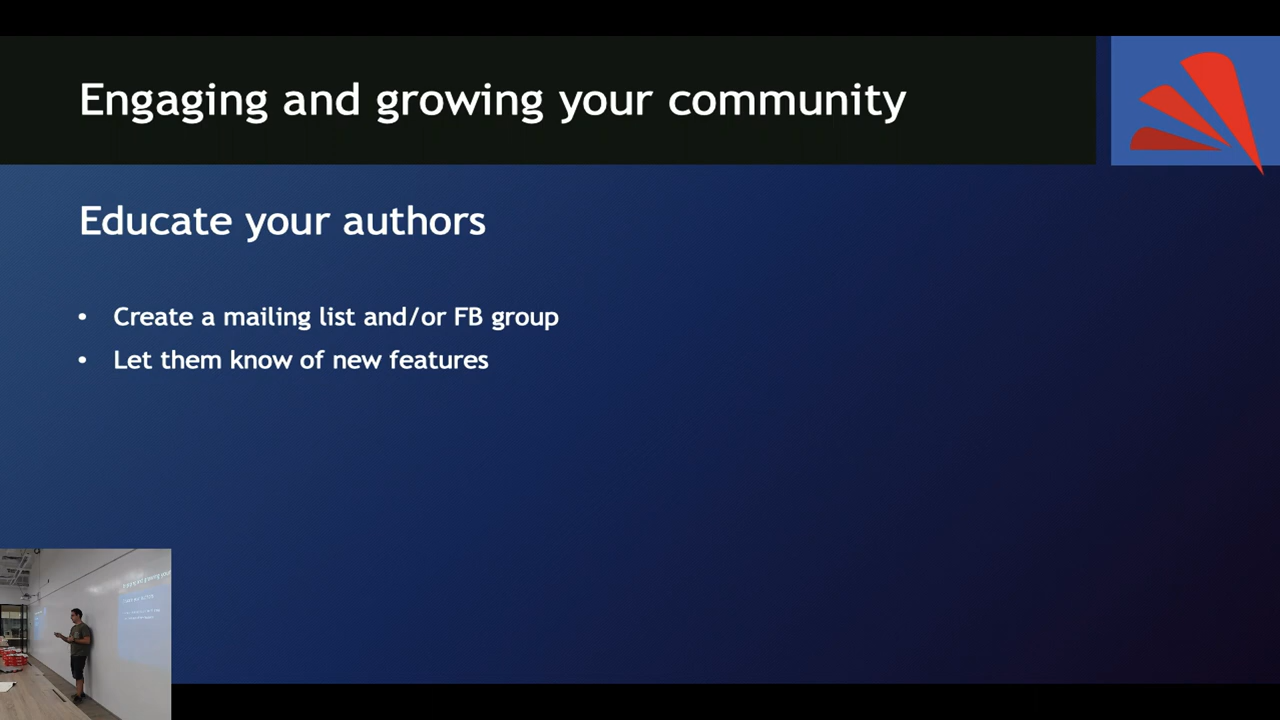 Engaging and growing your community
Educate your authors
• Create a mailing list and/or FB group
• Let them know of new features